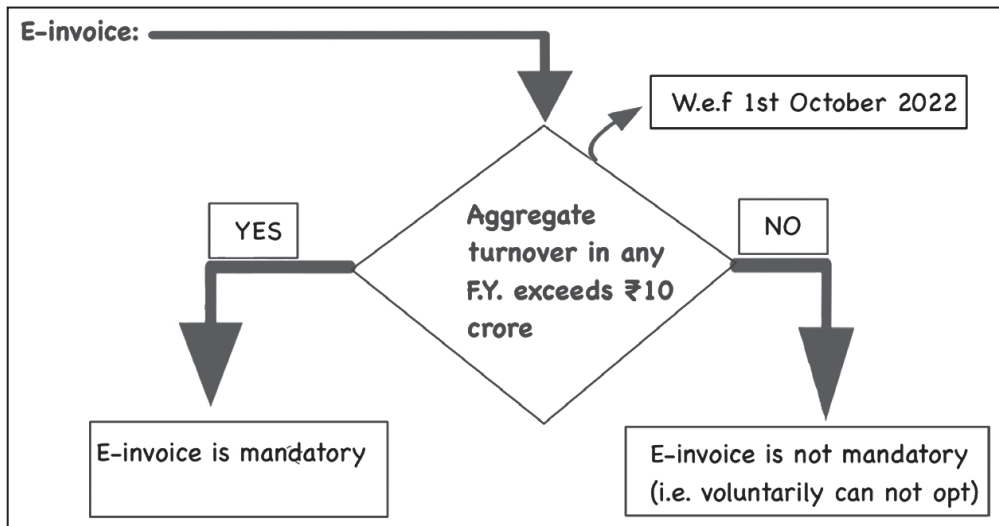 E-invoice:
W.e.f 1st October 2022
Aggregate
turnover in any
F.Y. exceeds ₹10
crore
YES
NO
E-invoice is mandatory
E-invoice is not mandatory
(i.e. voluntarily can not opt)